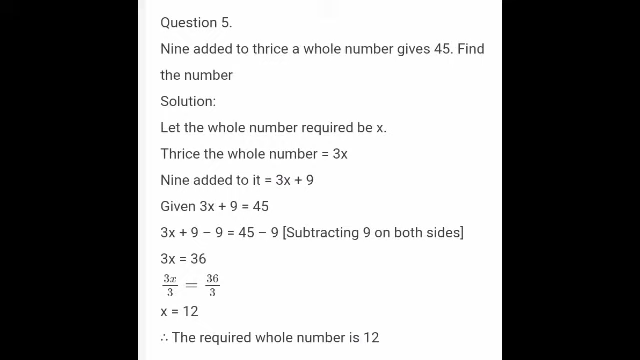 Question 5.
Nine added to thrice a whole number gives 45. Find
the number
Solution:
Let the whole number required be x.
Thrice the whole number = 3x
Nine added to it = 3x + 9
Given 3x + 9 = 45
3x + 9 – 9 = 45 – 9 [Subtracting 9 on both sides]
3x = 36
3x/3 = 36/3
x = 12
∴ The required whole number is 12